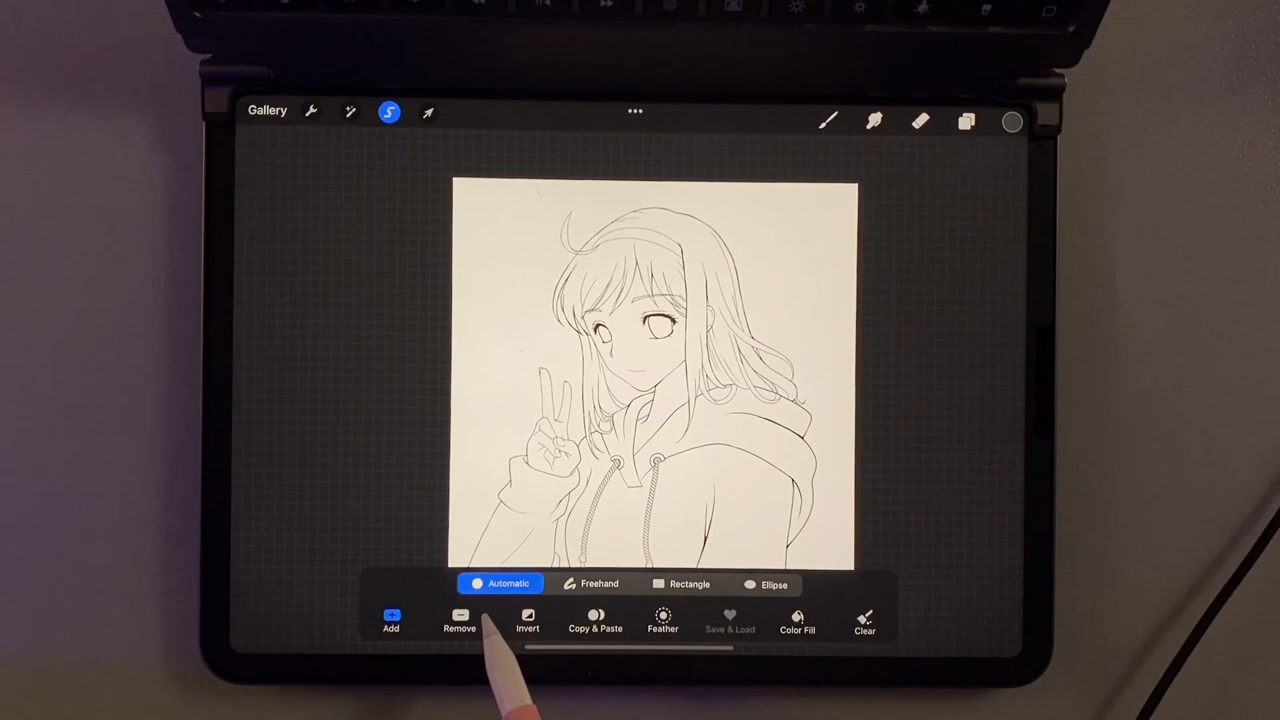 Gallery
Automatic Freehand Rectangle Ellipse
Add Remove Invert Copy & Paste Feather Save & Load Color Fill Clear